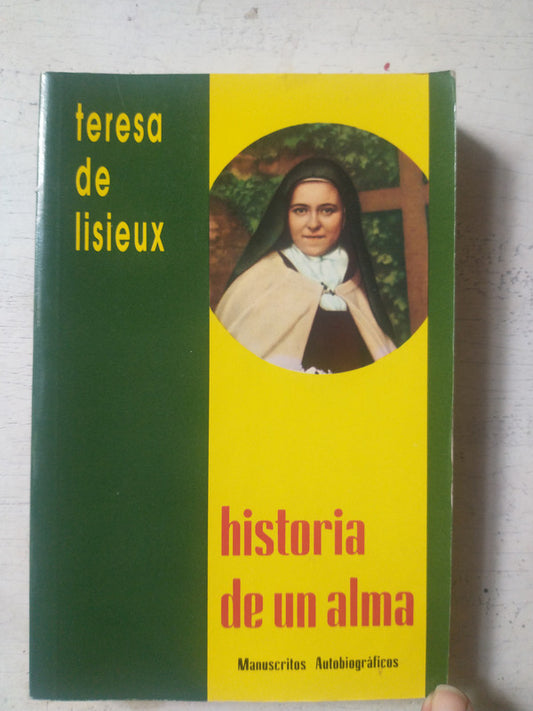 teresa
de
lisieux
historia
de un alma
Manuscritos Autobiográficos